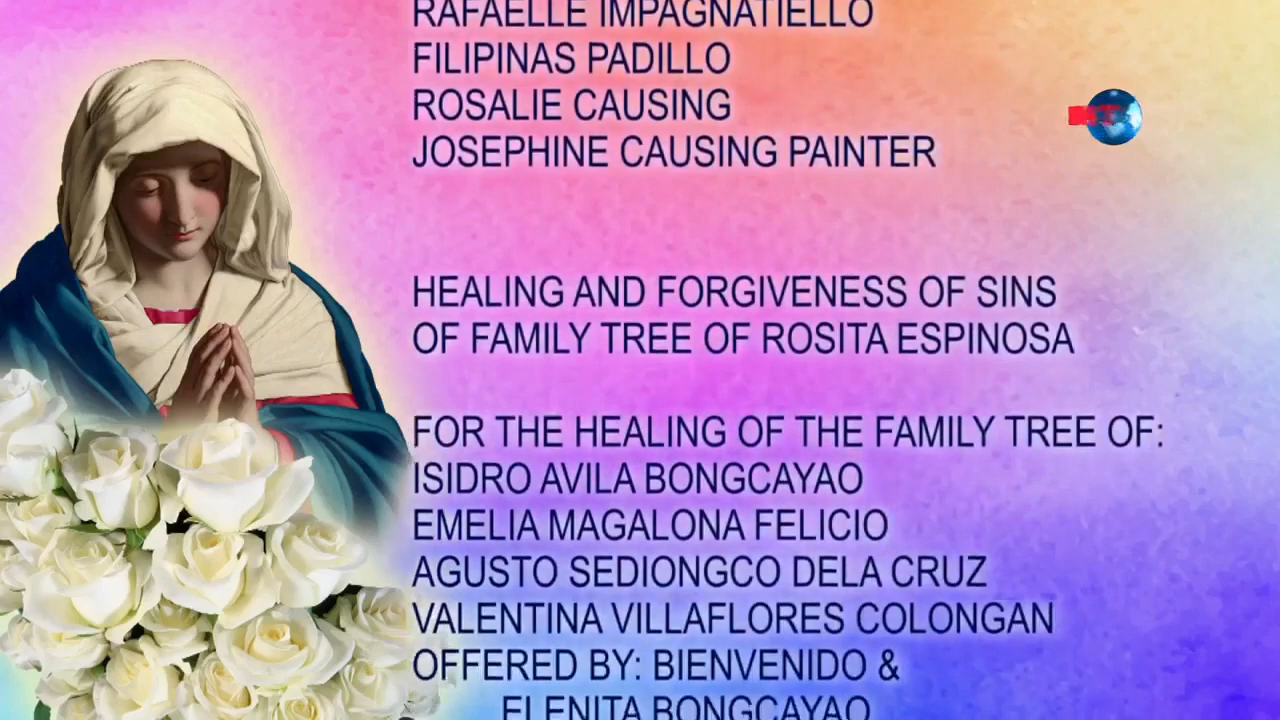 RAFAELLE IMPAGNATIELLO
FILIPINAS PADILLO
ROSALIE CAUSING
JOSEPHINE CAUSING PAINTER
HEALING AND FORGIVENESS OF SINS
OF FAMILY TREE OF ROSITA ESPINOSA
FOR THE HEALING OF THE FAMILY TREE OF:
ISIDRO AVILA BONGCAYAO
EMELIA MAGALONA FELICIO
AGUSTO SEDIONGCO DELA CRUZ
VALENTINA VILLAFLORES COLONGAN
OFFERED BY: BIENVENIDO &
ELENITA BONGCAYAO